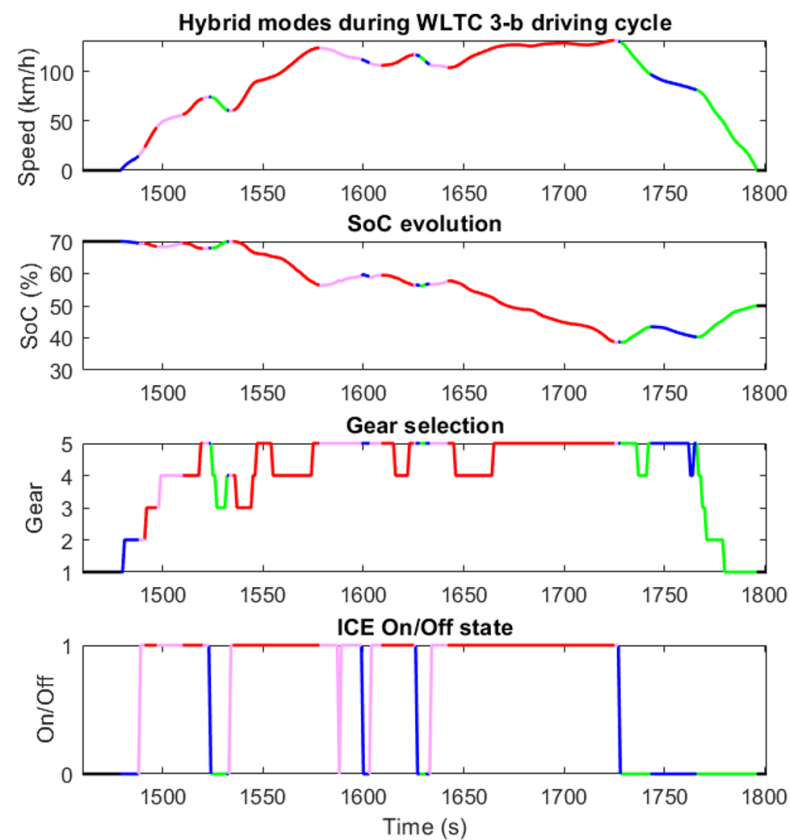 Hybrid modes during WLTC 3-b driving cycle
Speed (km/h)
100
50
0
1500 1550 1600 1650 1700 1750 1800
SoC evolution
SoC (%)
70
60
50
40
30
1500 1550 1600 1650 1700 1750 1800
Gear selection
Gear
5
4
3
2
1
1500 1550 1600 1650 1700 1750 1800
ICE On/Off state
On/Off
1
0
1500 1550 1600 1650 1700 1750 1800
Time (s)